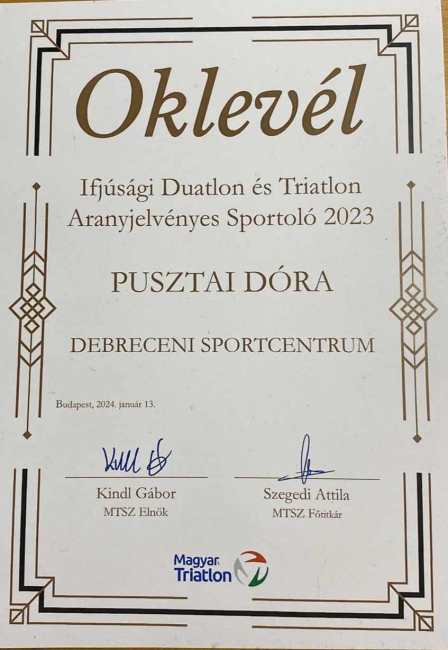 Oklevél
Ifjúsági Duatlon és Triatlon
Aranyjelvényes Sportoló 2023
PUSZTAI DÓRA
DEBRECENI SPORTCENTRUM
Budapest, 2024. január 13.
Kindl Gábor
MTSZ Elnök
Szegedi Attila
MTSZ Főtitkár
Magyar
Triatlon